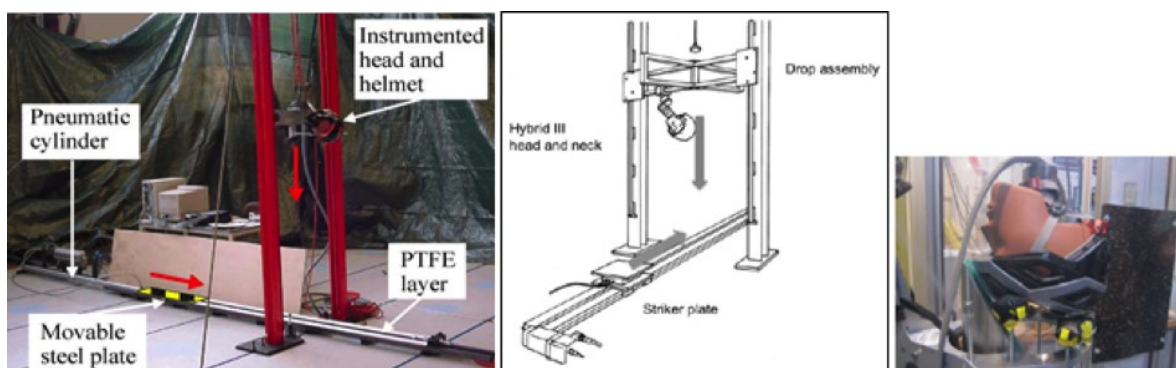 Instrumented
head and
helmet
Pneumatic
cylinder
PTFE
layer
Movable
steel plate
Drop assembly
Hybrid III
head and neck
Striker plate